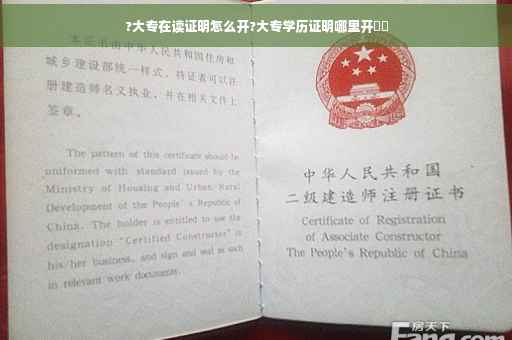 ?大专在读证明怎么开?大专学历证明哪里开▯▯
本证书由中华人民共和国住房和
城乡建设部统一样式，持证者可以注
册建造师名义执业，并在相关文件上
签章。
The pattern of this certificate should be
uniformed with standard issued by the
Ministry of Housing and Urban Rural
Development of the People's Republic of
China. The holder is entitled to use the
designation "Certified Constructor" in
his/her business, and sign and seal as such
in relevant work documents.
中华人民共和国
二级建造师注册证书
Certificate of Registration
of Associate Constructor
The People's Republic of China
房天下
Fang.com